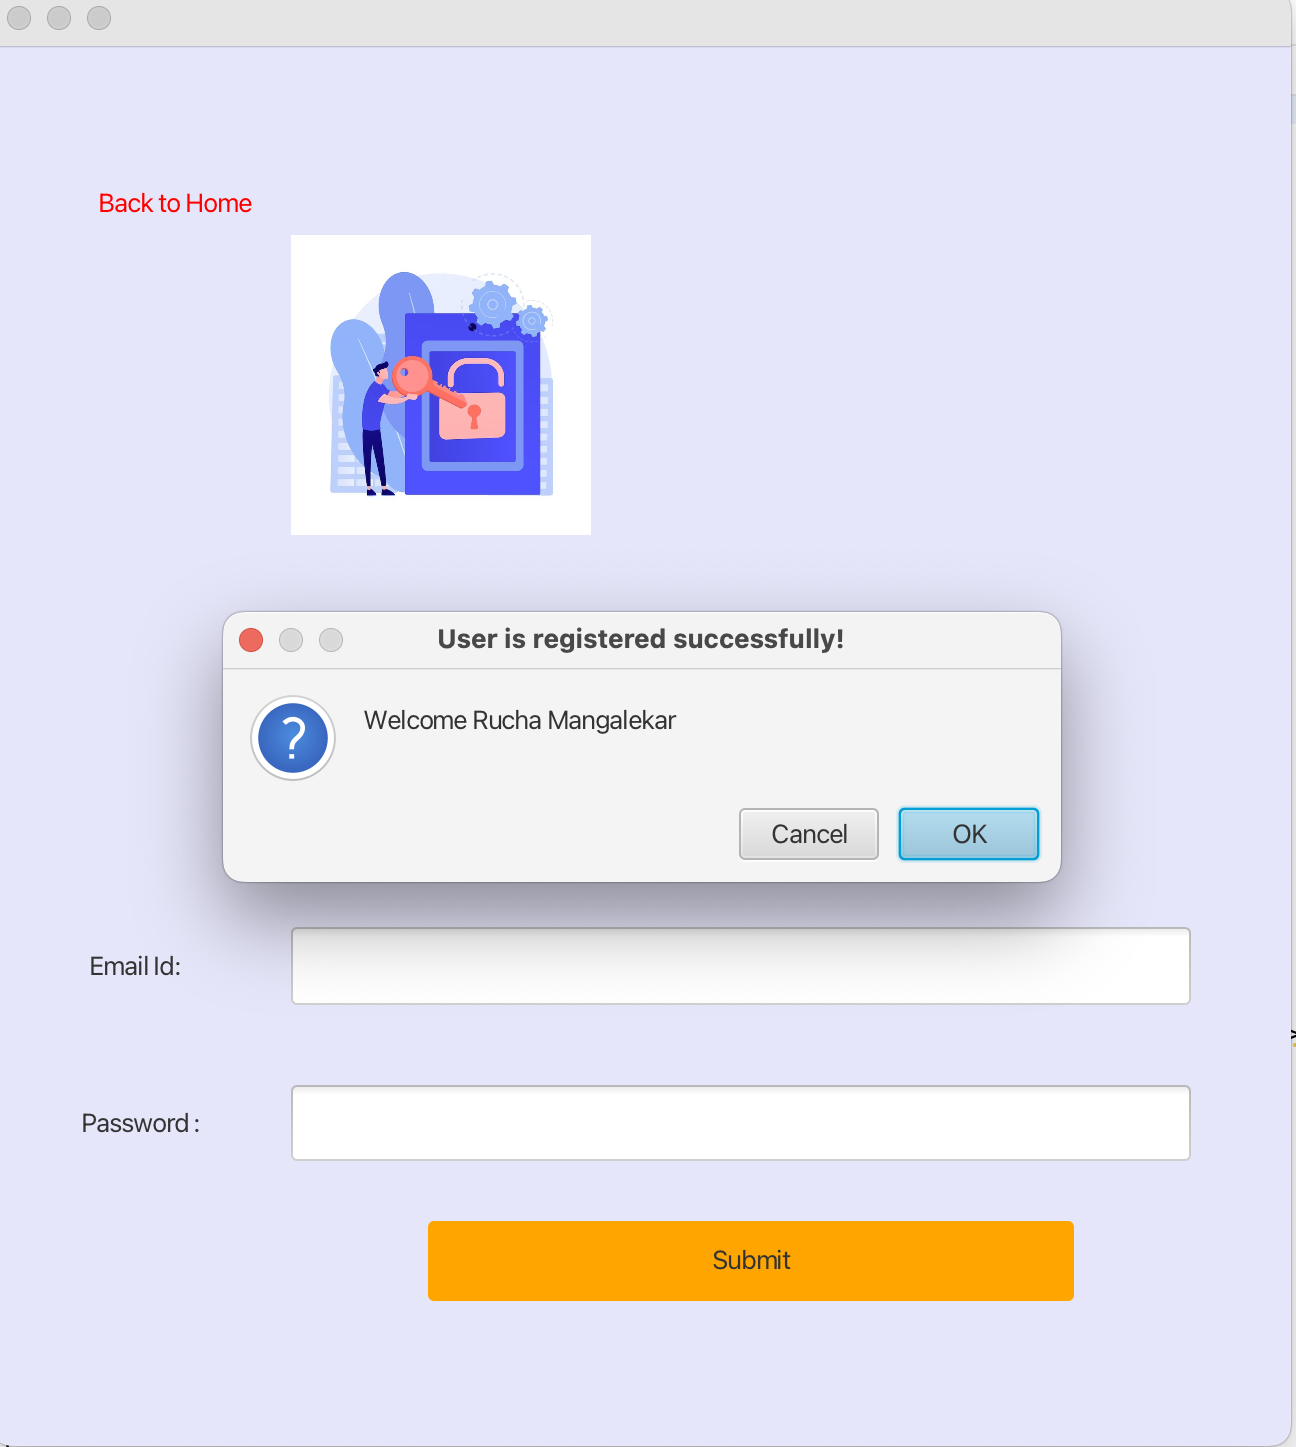 Back to Home
User is registered successfully!
?
Welcome Rucha Mangalekar
Cancel
OK
Email Id:
Password :
Submit